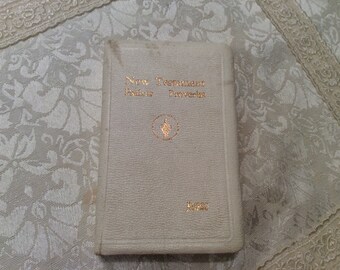 New Testament
Psalms Proverbs